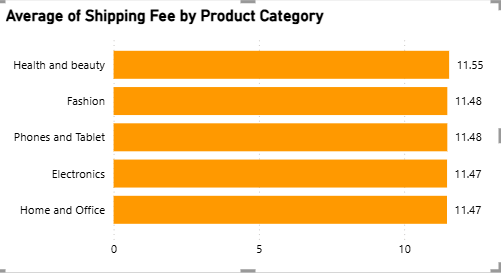 Average of Shipping Fee by Product Category
Health and beauty 11.55
Fashion 11.48
Phones and Tablet 11.48
Electronics 11.47
Home and Office 11.47
0 5 10